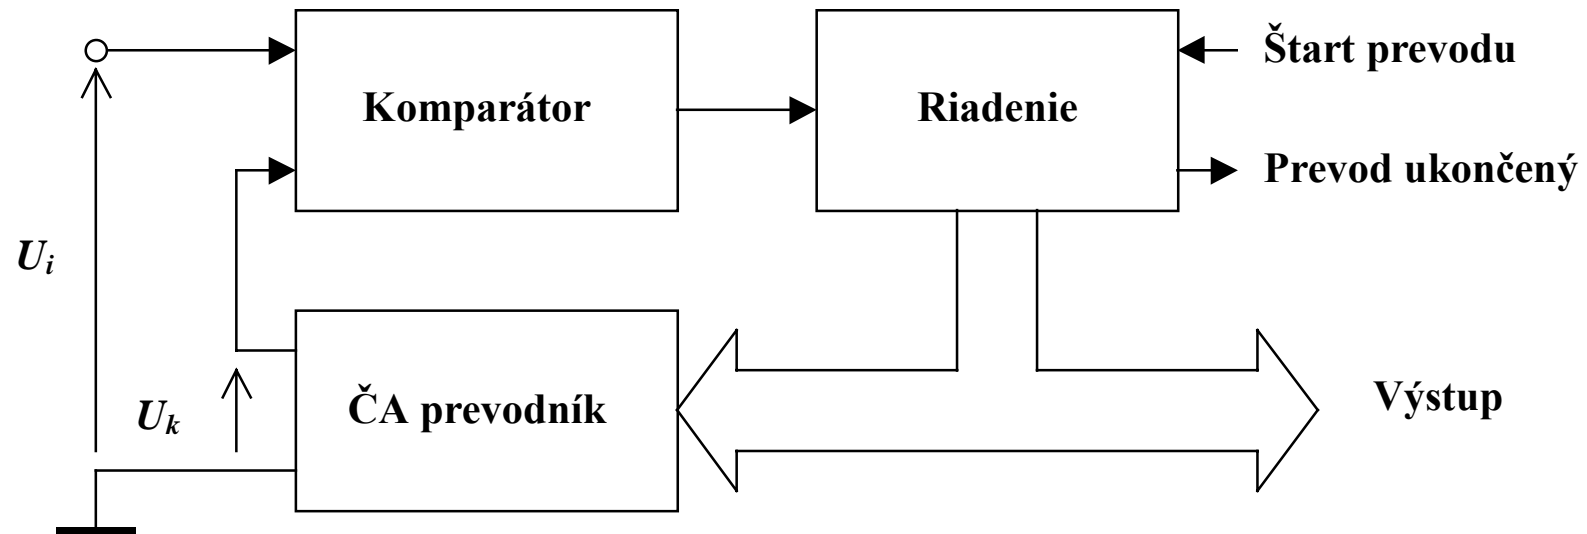 Komparátor
Riadenie
Štart prevodu
Prevod ukončený
Ui
Uk
ČA prevodník
Výstup